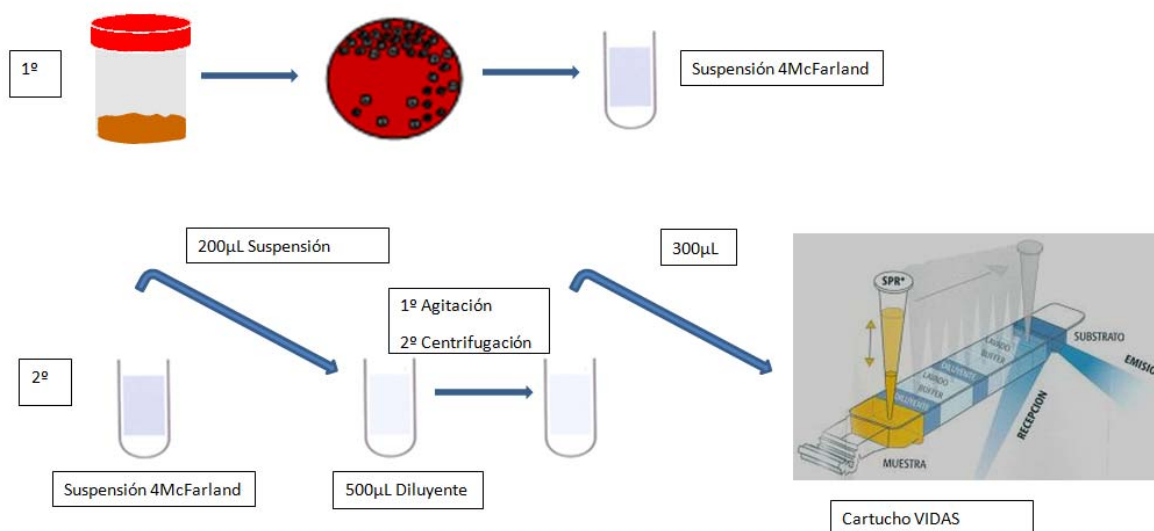 1º
Suspensión 4McFarland
200µL Suspensión
300µL
1º Agitación
2º Centrifugación
2º
Suspensión 4McFarland
500µL Diluyente
SPR*
SUBSTRATO
EMISIO
RECEPCION
LAVADO
BUFFER
DILUYENTE
LAVADO
BUFFER
DILUYENTE
MUESTRA
Cartucho VIDAS